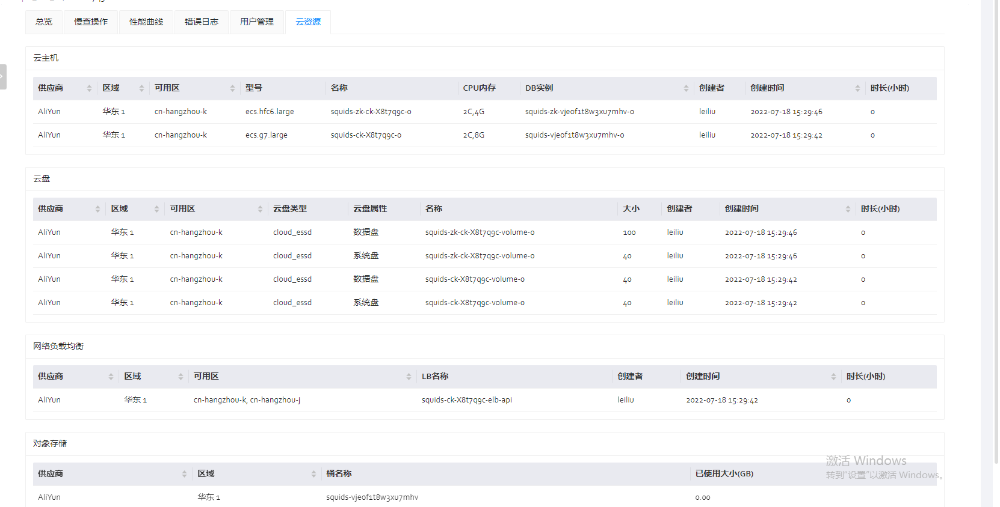 总览 慢查操作 性能曲线 错误日志 用户管理 云资源
云主机
供应商 区域 可用区 型号 名称 CPU内存 DB实例 创建者 创建时间 时长(小时)
AliYun 华东 1 cn-hangzhou-k ecs.hfc6.large squids-zk-ck-X8t7q9c-0 2C,4G squids-zk-vjeof1t8w3xu7mhv-0 leiliu 2022-07-18 15:29:46 0
AliYun 华东 1 cn-hangzhou-k ecs.g7.large squids-ck-X8t7q9c-0 2C,8G squids-vjeof1t8w3xu7mhv-0 leiliu 2022-07-18 15:29:42 0
云盘
供应商 区域 可用区 云盘类型 云盘属性 名称 大小 创建者 创建时间 时长(小时)
AliYun 华东 1 cn-hangzhou-k cloud_essd 数据盘 squids-zk-ck-X8t7q9c-volume-0 100 leiliu 2022-07-18 15:29:46 0
AliYun 华东 1 cn-hangzhou-k cloud_essd 系统盘 squids-zk-ck-X8t7q9c-volume-0 40 leiliu 2022-07-18 15:29:46 0
AliYun 华东 1 cn-hangzhou-k cloud_essd 数据盘 squids-ck-X8t7q9c-volume-0 40 leiliu 2022-07-18 15:29:42 0
AliYun 华东 1 cn-hangzhou-k cloud_essd 系统盘 squids-ck-X8t7q9c-volume-0 40 leiliu 2022-07-18 15:29:42 0
网络负载均衡
供应商 区域 可用区 LB名称 创建者 创建时间 时长(小时)
AliYun 华东 1 cn-hangzhou-k, cn-hangzhou-j squids-ck-X8t7q9c-elb-api leiliu 2022-07-18 15:29:42 0
对象存储
供应商 区域 桶名称 已使用大小(GB)
AliYun 华东 1 squids-vjeof1t8w3xu7mhv 0.00
激活 Windows
转到"设置"以激活 Windows。